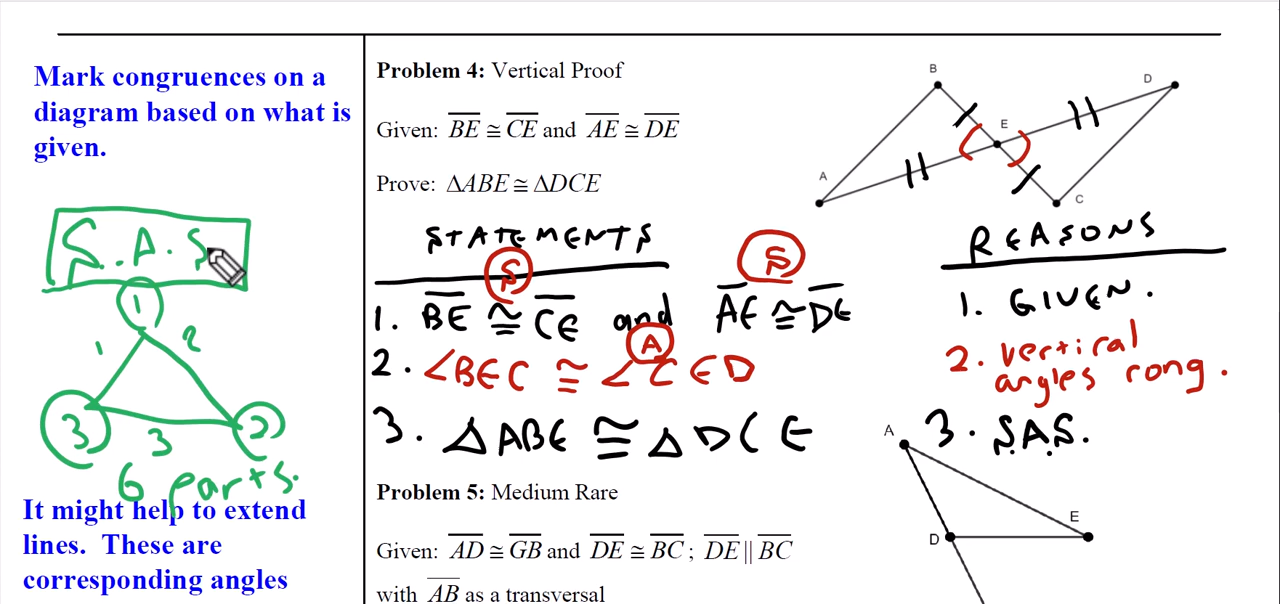 Mark congruences on a
diagram based on what is
given.
S.A.S
1
1 2
3 3 2
6 parts.
It might help to extend
lines. These are
corresponding angles
Problem 4: Vertical Proof
Given: BE ≅ CE and AE ≅ DE
Prove: ΔABE ≅ ΔDCE
B
D
E
A
C
STATEMENTS
REASONS
S
S
1. BE ≅ CE and AE ≅ DE
1. GIVEN.
A
2. ∠BEC ≅ ∠CED
2. vertical
angles cong.
3. ΔABE ≅ ΔDCE
3. S.A.S.
Problem 5: Medium Rare
Given: AD ≅ GB and DE ≅ BC; DE || BC
with AB as a transversal
A
E
D